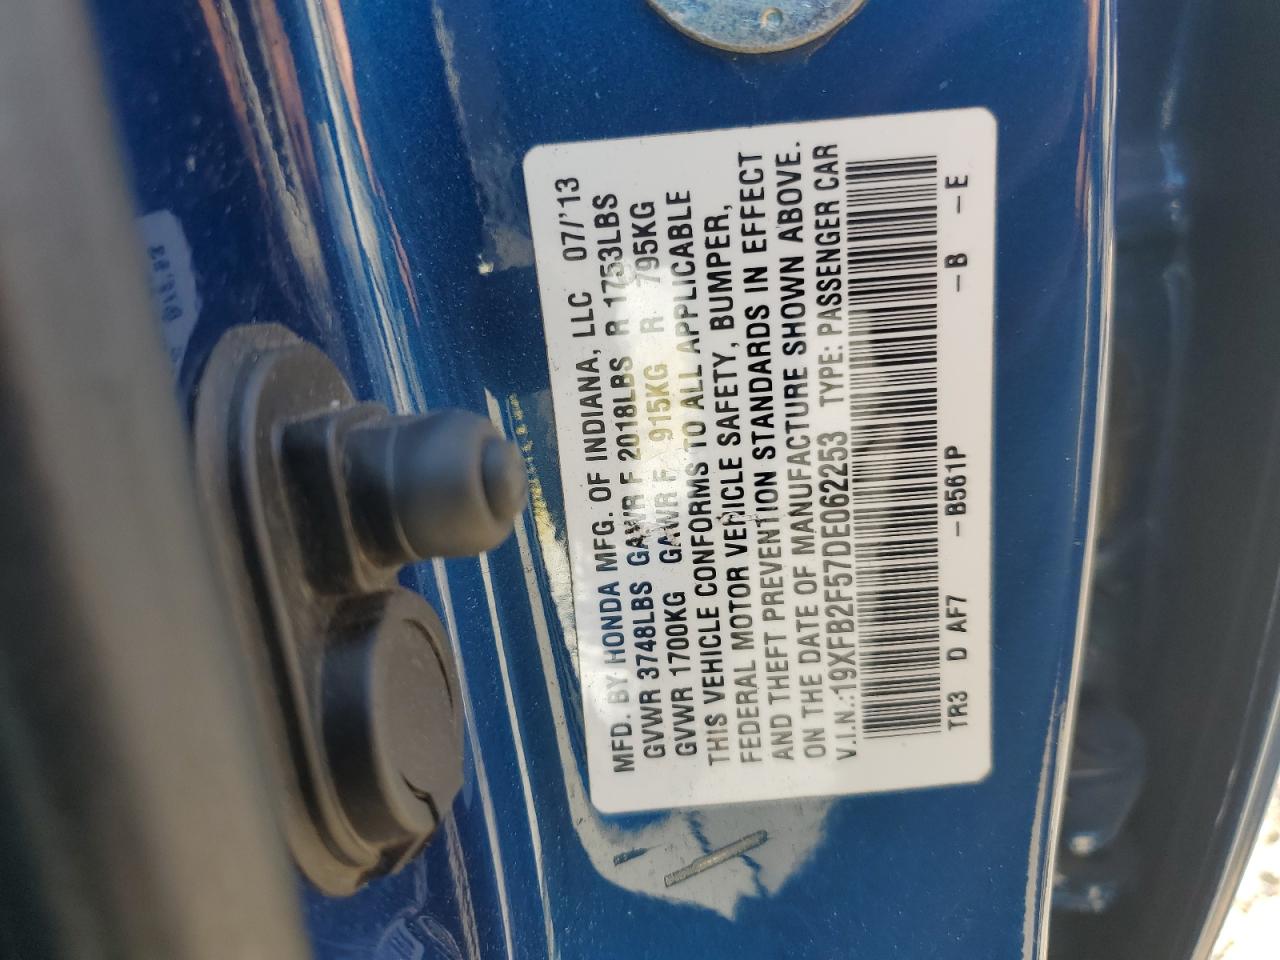 MFD. BY HONDA MFG. OF INDIANA, LLC 07/'13
GVWR 3748LBS GAWR F 2018LBS R 1753LBS
GVWR 1700KG GAWR F 915KG R 795KG
THIS VEHICLE CONFORMS TO ALL APPLICABLE
FEDERAL MOTOR VEHICLE SAFETY, BUMPER,
AND THEFT PREVENTION STANDARDS IN EFFECT
ON THE DATE OF MANUFACTURE SHOWN ABOVE.
V.I.N.:19XFB2F57DE062253 TYPE: PASSENGER CAR
TR3 D AF7 –B561P –B –E